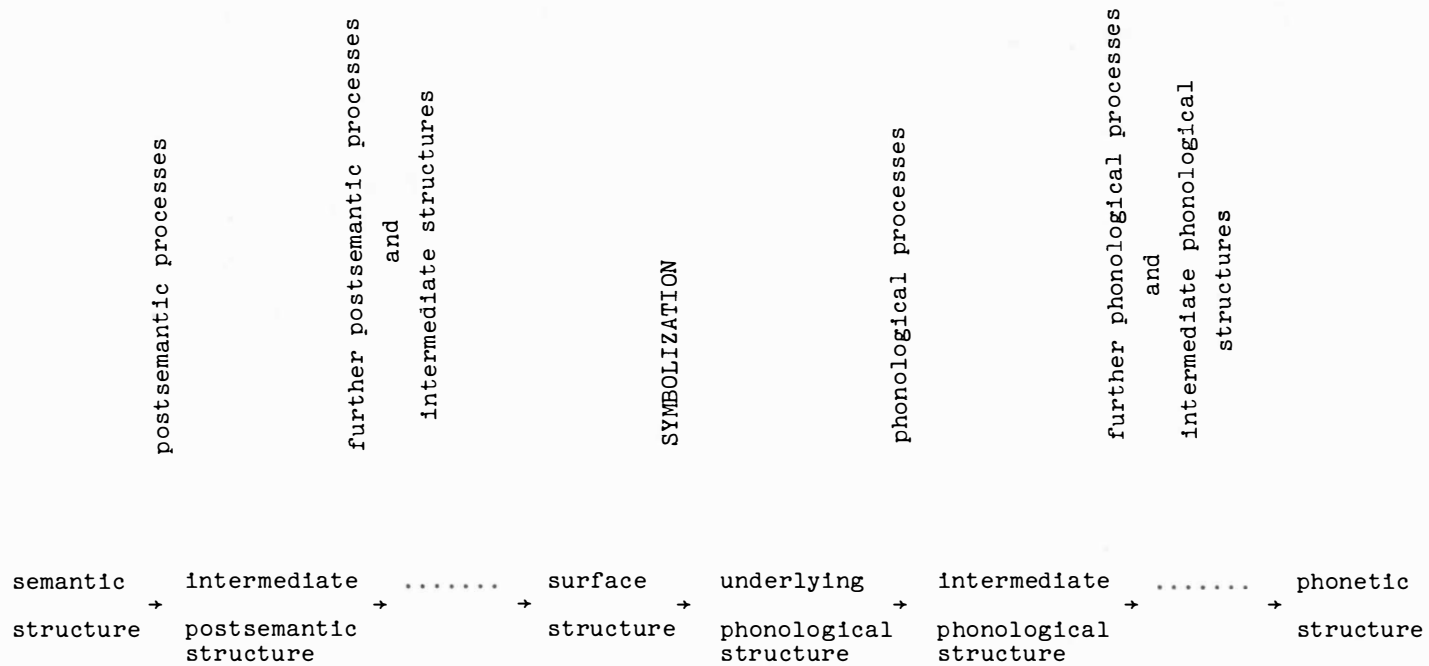 postsemantic processes
further postsemantic processes
and
intermediate structures
SYMBOLIZATION
phonological processes
further phonological processes
and
intermediate phonological
structures
semantic intermediate ....... surface underlying intermediate ....... phonetic
→ → → → → → →
structure postsemantic structure phonological phonological structure
structure structure structure